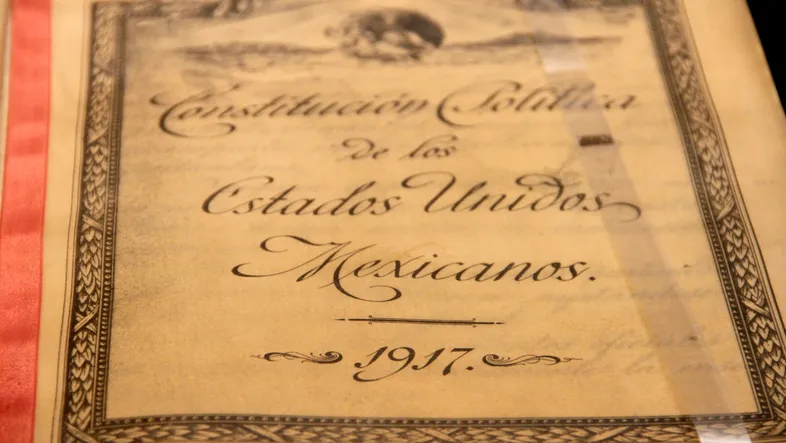 Constitución Política
de los
Estados Unidos
Mexicanos.
1917.